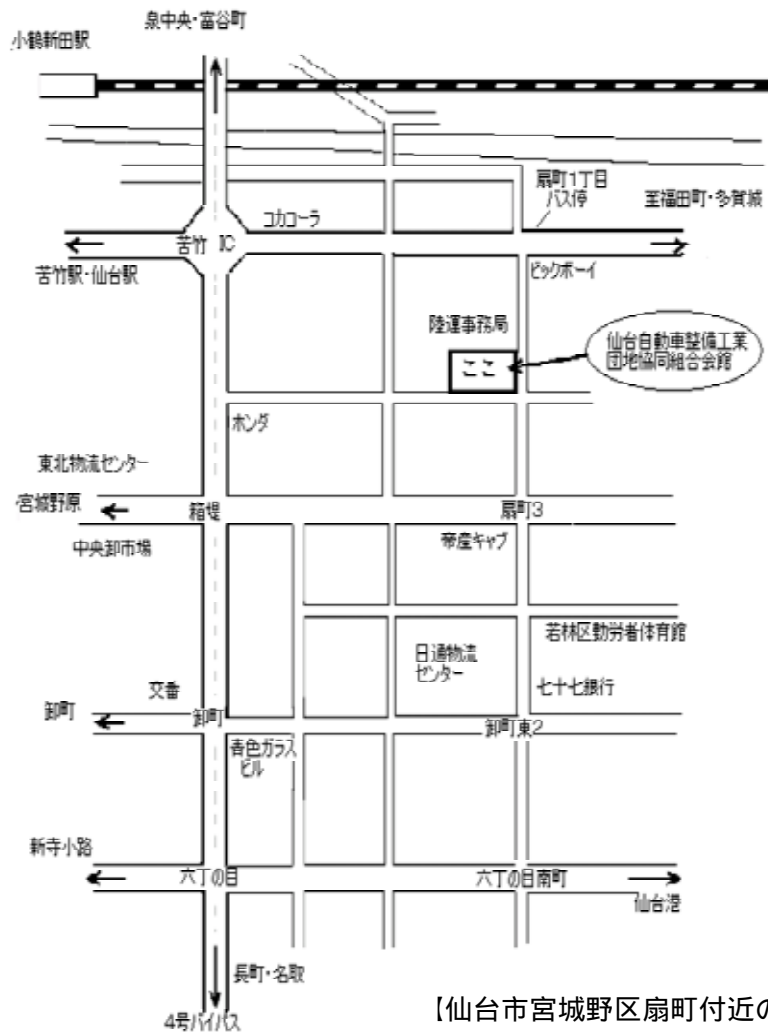 泉中央・富谷町
小鶴新田駅
扇町1丁目
バス停
至福田町・多賀城
コカコーラ
苦竹 IC
苦竹駅・仙台駅
ビックボーイ
陸運事務局
ここ
仙台自動車整備工業
団地協同組合会館
ホンダ
東北物流センター
宮城野原
箱堤
扇町3
中央卸市場
帝産キャブ
若林区勤労者体育館
日通物流
センター
七十七銀行
交番
卸町
卸町
卸町東2
青色ガラス
ビル
新寺小路
六丁の目
六丁の目南町
仙台港
長町・名取
4号バイパス
【仙台市宮城野区扇町付近の